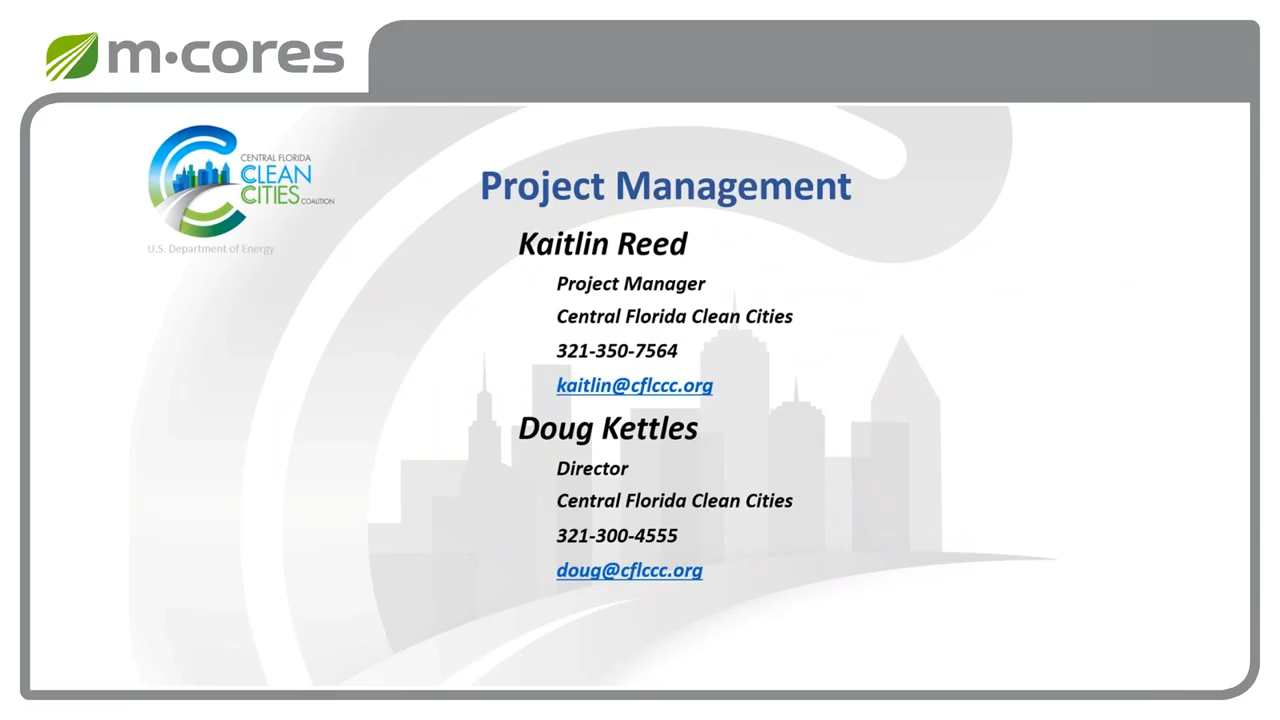 m·cores
CENTRAL FLORIDA
CLEAN
CITIES COALITION
U.S. Department of Energy
Project Management
Kaitlin Reed
Project Manager
Central Florida Clean Cities
321-350-7564
kaitlin@cflccc.org
Doug Kettles
Director
Central Florida Clean Cities
321-300-4555
doug@cflccc.org